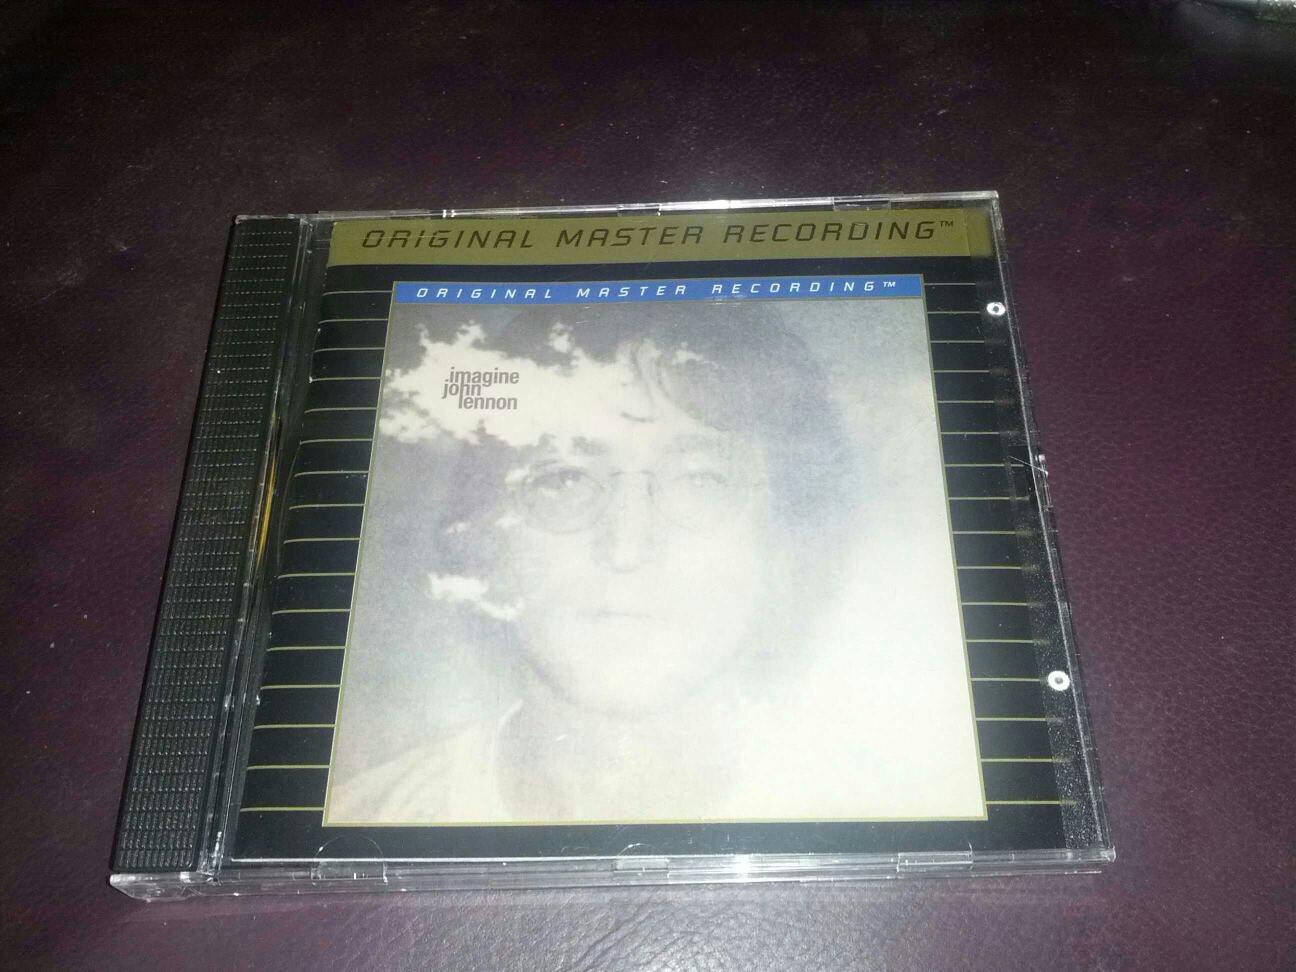 ORIGINAL MASTER RECORDING™
ORIGINAL MASTER RECORDING™
.imagine
john
lennon